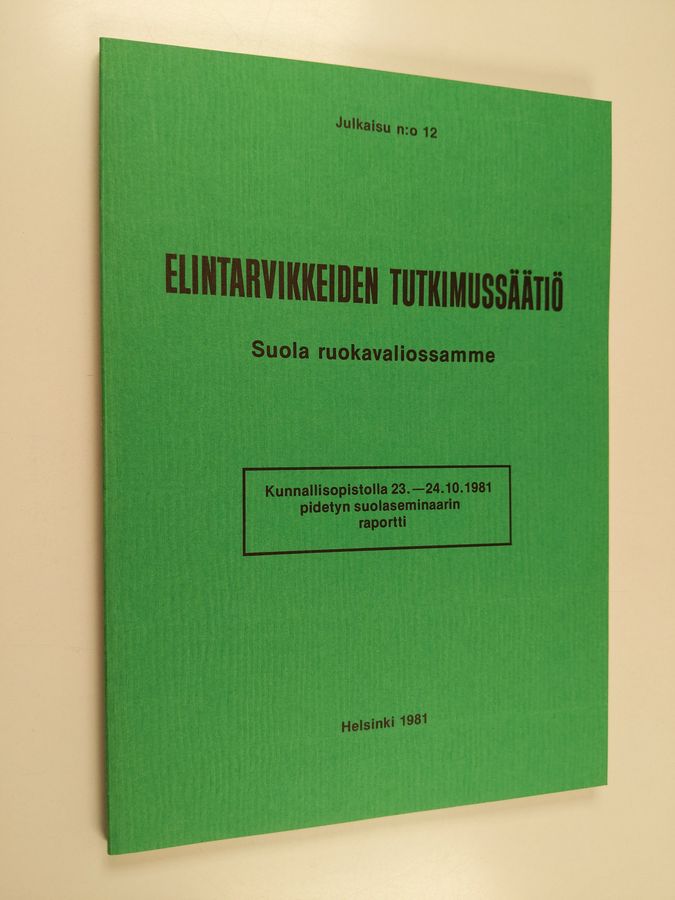 Julkaisu n:o 12
ELINTARVIKKEIDEN TUTKIMUSSÄÄTIÖ
Suola ruokavaliossamme
Kunnallisopistolla 23.—24.10.1981
pidetyn suolaseminaarin
raportti
Helsinki 1981